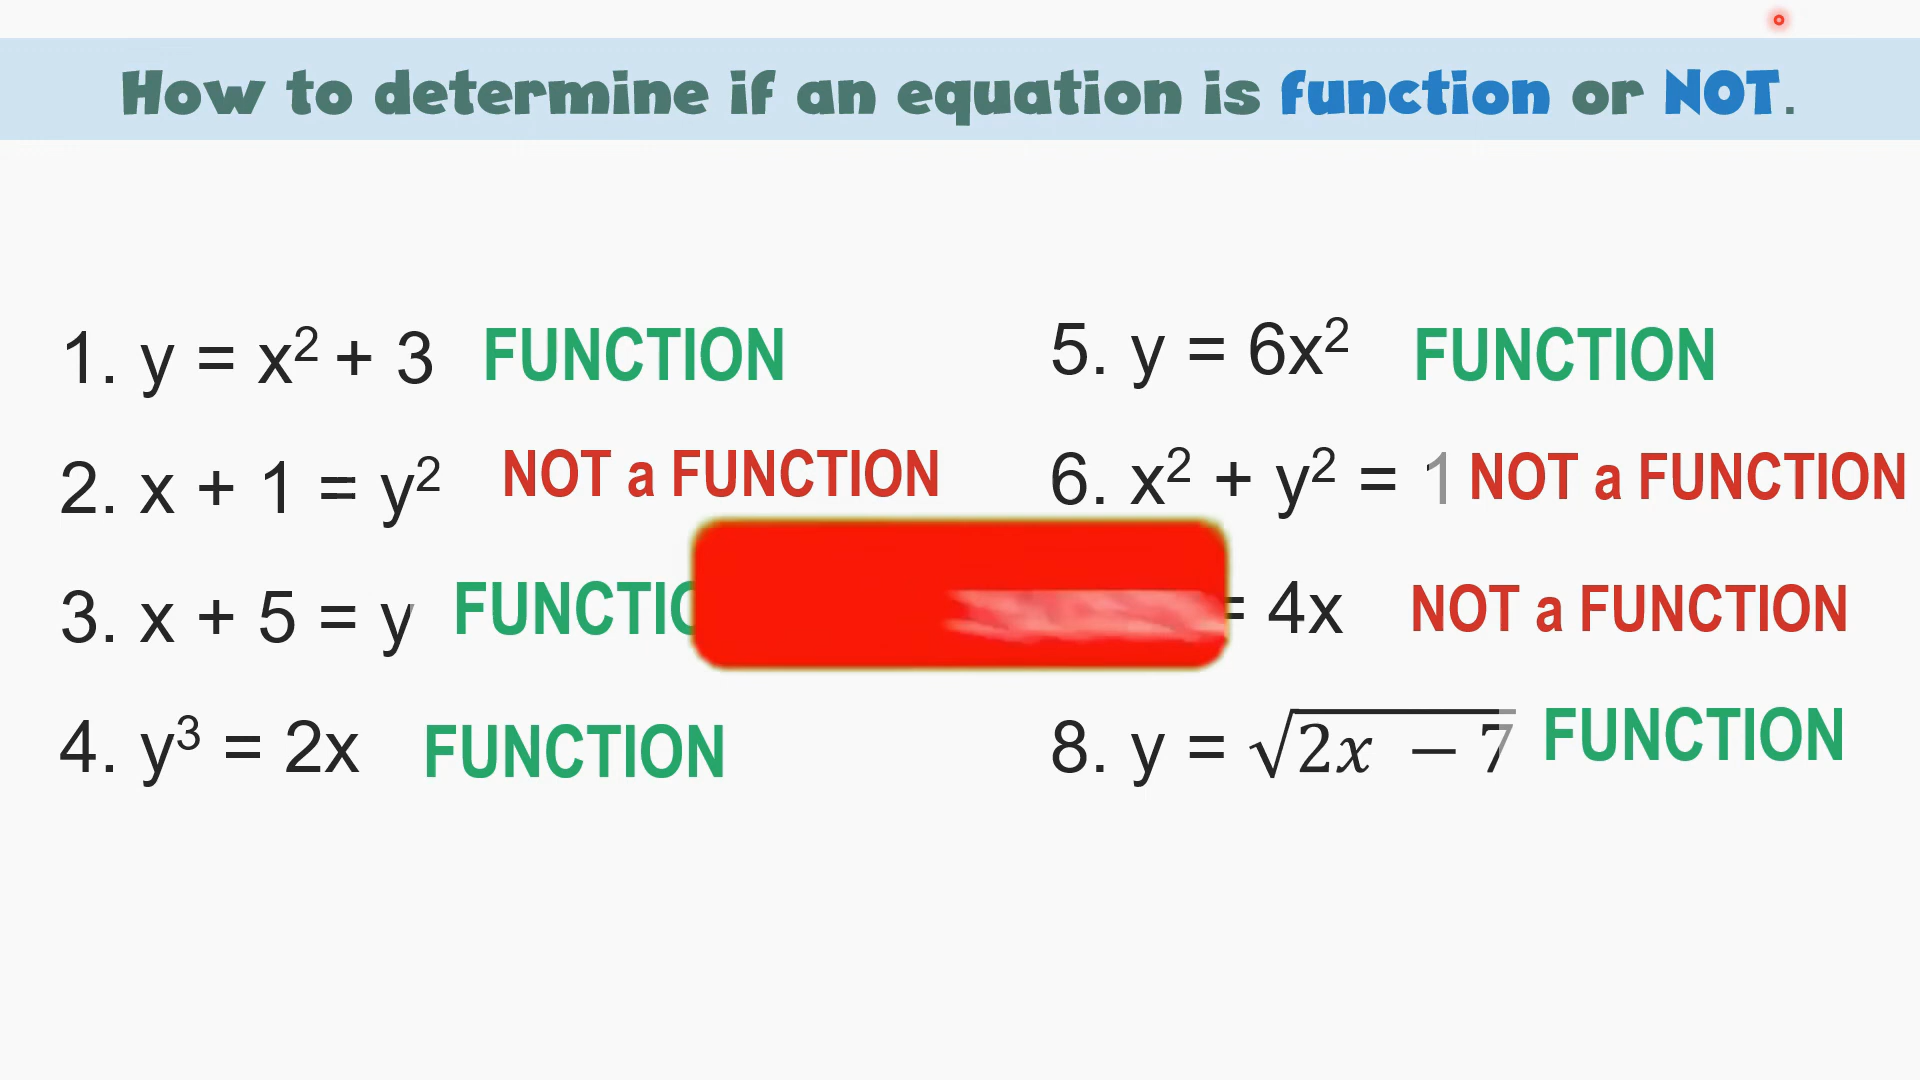 How to determine if an equation is function or NOT.
1. y = x² + 3 FUNCTION
2. x + 1 = y² NOT a FUNCTION
3. x + 5 = y
4. y³ = 2x FUNCTION
5. y = 6x² FUNCTION
6. x² + y² = 1 NOT a FUNCTION
= 4x NOT a FUNCTION
8. y = √2x − 7 FUNCTION